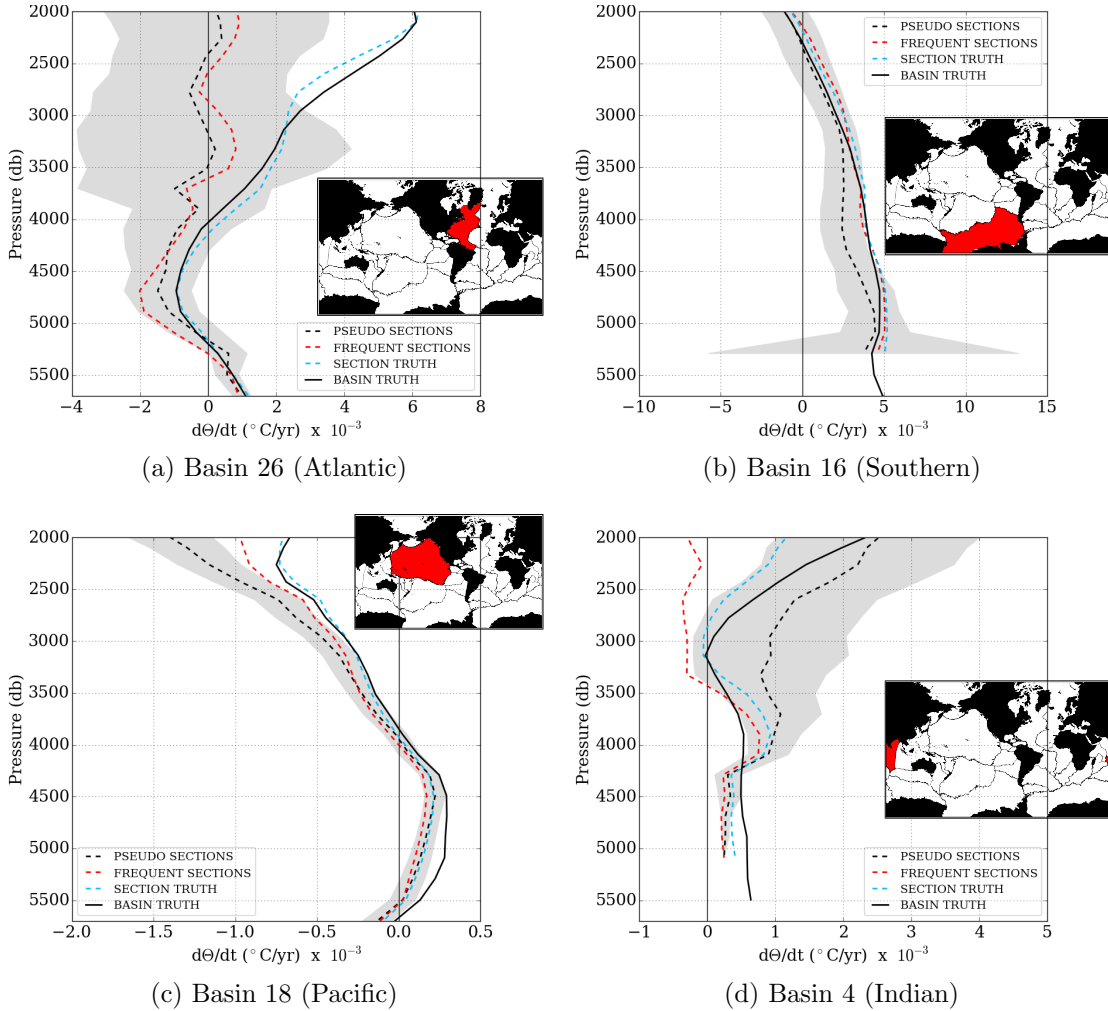 2000
2500
3000
3500
4000
4500
5000
5500
Pressure (db)
−4 −2 0 2 4 6 8
dΘ/dt (°C/yr) x 10⁻³
PSEUDO SECTIONS
FREQUENT SECTIONS
SECTION TRUTH
BASIN TRUTH
(a) Basin 26 (Atlantic)
2000
2500
3000
3500
4000
4500
5000
5500
Pressure (db)
−10 −5 0 5 10 15
dΘ/dt (°C/yr) x 10⁻³
PSEUDO SECTIONS
FREQUENT SECTIONS
SECTION TRUTH
BASIN TRUTH
(b) Basin 16 (Southern)
2000
2500
3000
3500
4000
4500
5000
5500
Pressure (db)
−2.0 −1.5 −1.0 −0.5 0.0 0.5
dΘ/dt (°C/yr) x 10⁻³
PSEUDO SECTIONS
FREQUENT SECTIONS
SECTION TRUTH
BASIN TRUTH
(c) Basin 18 (Pacific)
2000
2500
3000
3500
4000
4500
5000
5500
Pressure (db)
−1 0 1 2 3 4 5
dΘ/dt (°C/yr) x 10⁻³
PSEUDO SECTIONS
FREQUENT SECTIONS
SECTION TRUTH
BASIN TRUTH
(d) Basin 4 (Indian)